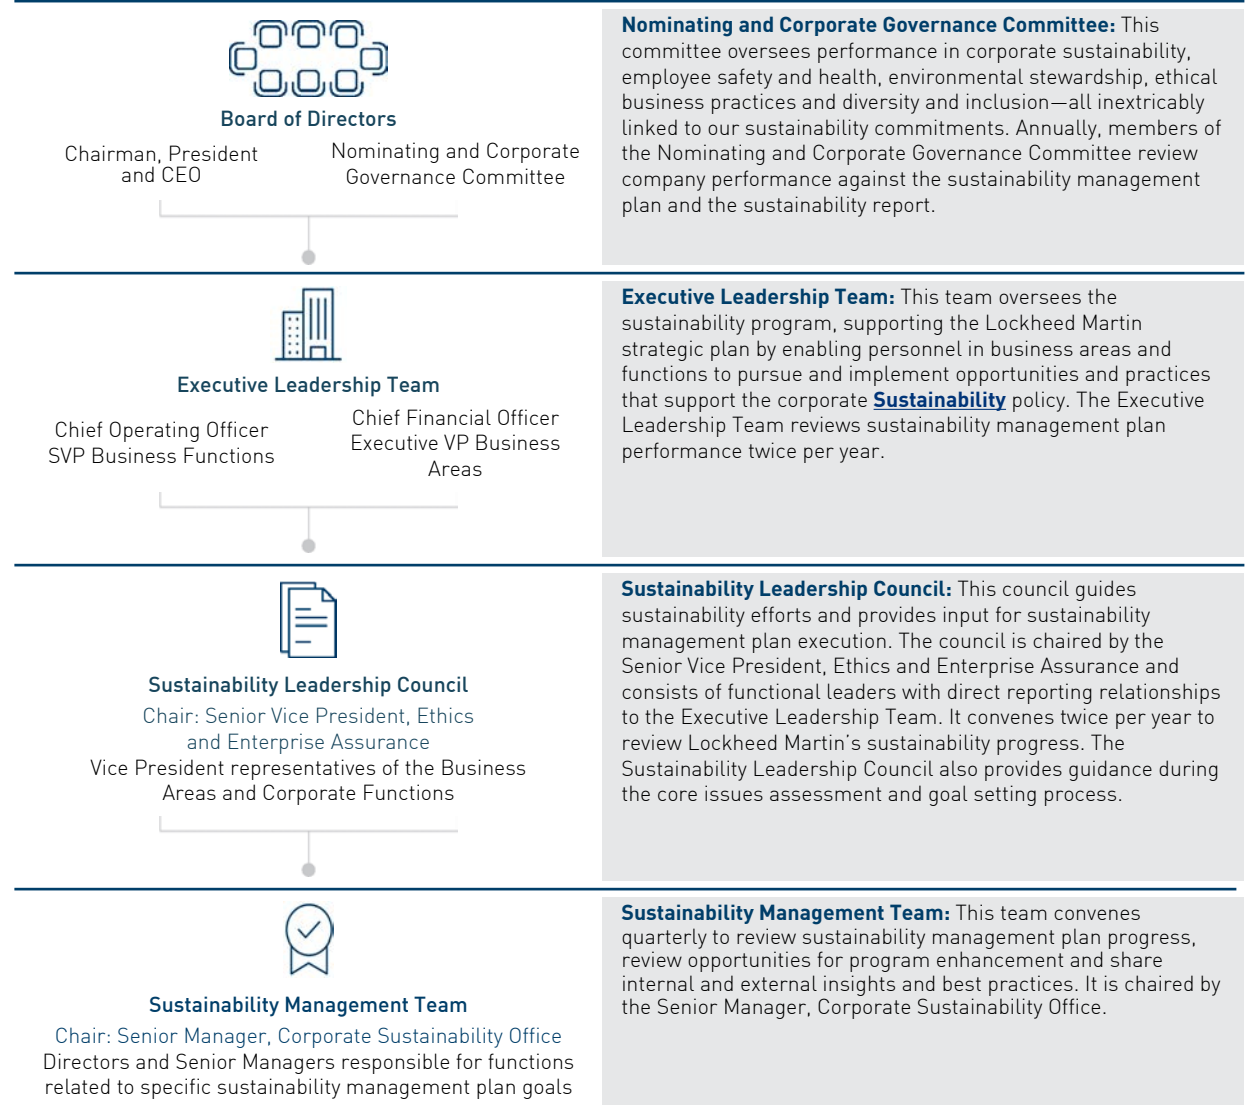 Board of Directors
Chairman, President
and CEO
Nominating and Corporate
Governance Committee
Nominating and Corporate Governance Committee: This
committee oversees performance in corporate sustainability,
employee safety and health, environmental stewardship, ethical
business practices and diversity and inclusion—all inextricably
linked to our sustainability commitments. Annually, members of
the Nominating and Corporate Governance Committee review
company performance against the sustainability management
plan and the sustainability report.
Executive Leadership Team
Chief Operating Officer
SVP Business Functions
Chief Financial Officer
Executive VP Business
Areas
Executive Leadership Team: This team oversees the
sustainability program, supporting the Lockheed Martin
strategic plan by enabling personnel in business areas and
functions to pursue and implement opportunities and practices
that support the corporate Sustainability policy. The Executive
Leadership Team reviews sustainability management plan
performance twice per year.
Sustainability Leadership Council
Chair: Senior Vice President, Ethics
and Enterprise Assurance
Vice President representatives of the Business
Areas and Corporate Functions
Sustainability Leadership Council: This council guides
sustainability efforts and provides input for sustainability
management plan execution. The council is chaired by the
Senior Vice President, Ethics and Enterprise Assurance and
consists of functional leaders with direct reporting relationships
to the Executive Leadership Team. It convenes twice per year to
review Lockheed Martin's sustainability progress. The
Sustainability Leadership Council also provides guidance during
the core issues assessment and goal setting process.
Sustainability Management Team
Chair: Senior Manager, Corporate Sustainability Office
Directors and Senior Managers responsible for functions
related to specific sustainability management plan goals
Sustainability Management Team: This team convenes
quarterly to review sustainability management plan progress,
review opportunities for program enhancement and share
internal and external insights and best practices. It is chaired by
the Senior Manager, Corporate Sustainability Office.